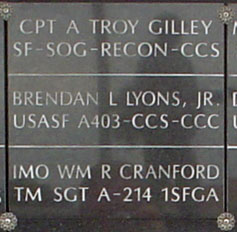 CPT A TROY GILLEY
SF-SOG-RECON-CCS
BRENDAN L LYONS, JR.
USASF A403-CCS-CCC
IMO WM R CRANFORD
TM SGT A-214 1SFGA